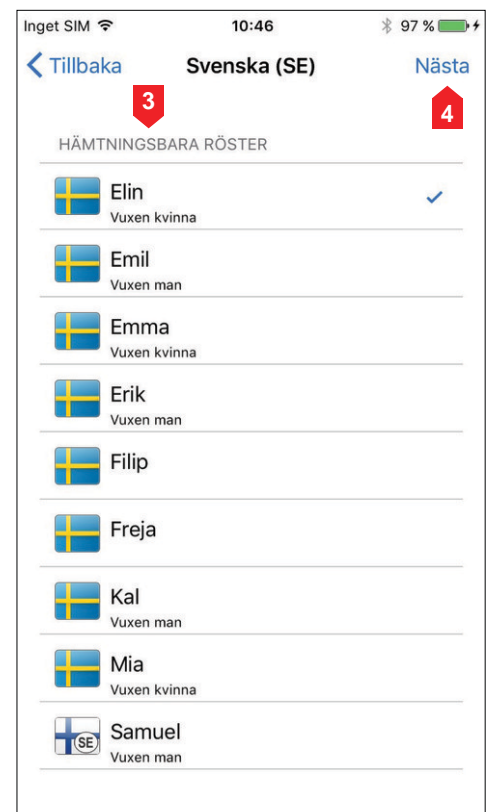 Inget SIM 10:46 97 %
Tillbaka Svenska (SE) Nästa
3
4
HÄMTNINGSBARA RÖSTER
Elin
Vuxen kvinna
Emil
Vuxen man
Emma
Vuxen kvinna
Erik
Vuxen man
Filip
Freja
Kal
Vuxen man
Mia
Vuxen kvinna
SE
Samuel
Vuxen man